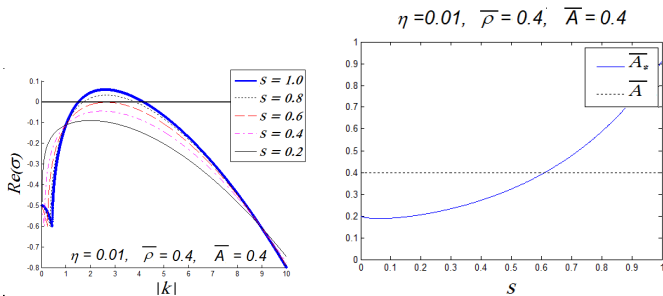 η =0.01, ρ̅ =0.4, A̅ =0.4
0.1
0
-0.1
-0.2
-0.3
-0.4
-0.5
-0.6
-0.7
-0.8
Re(σ)
s = 1.0
s = 0.8
s = 0.6
s = 0.4
s = 0.2
η = 0.01, ρ̅ = 0.4, A̅ = 0.4
0 1 2 3 4 5 6 7 8 9 10
|k|
1
0.9
0.8
0.7
0.6
0.5
0.4
0.3
0.2
0.1
0
A̅ₛ
A̅
0 0.1 0.2 0.3 0.4 0.5 0.6 0.7 0.8 0.9 1
s